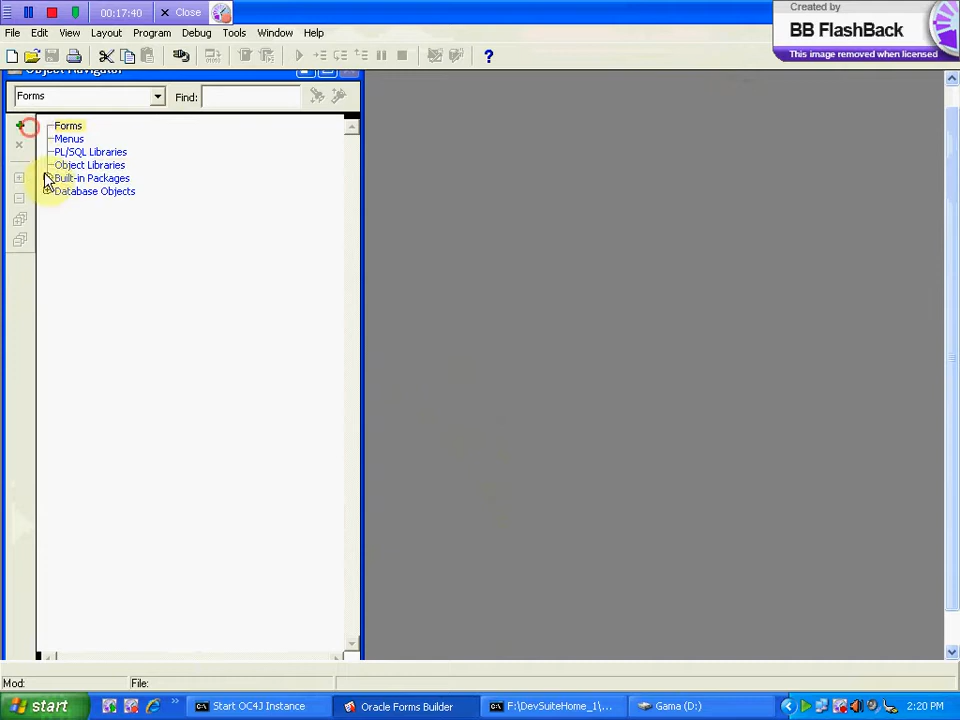 00:17:40 Close
Created by
BB FlashBack
This image removed when licensed
File Edit View Layout Program Debug Tools Window Help
Object Navigator
Forms Find:
Forms
Menus
PL/SQL Libraries
Object Libraries
Built-in Packages
Database Objects
Mod: File:
start Start OC4J Instance Oracle Forms Builder F:\DevSuiteHome_1\... Gama (D:) 2:20 PM